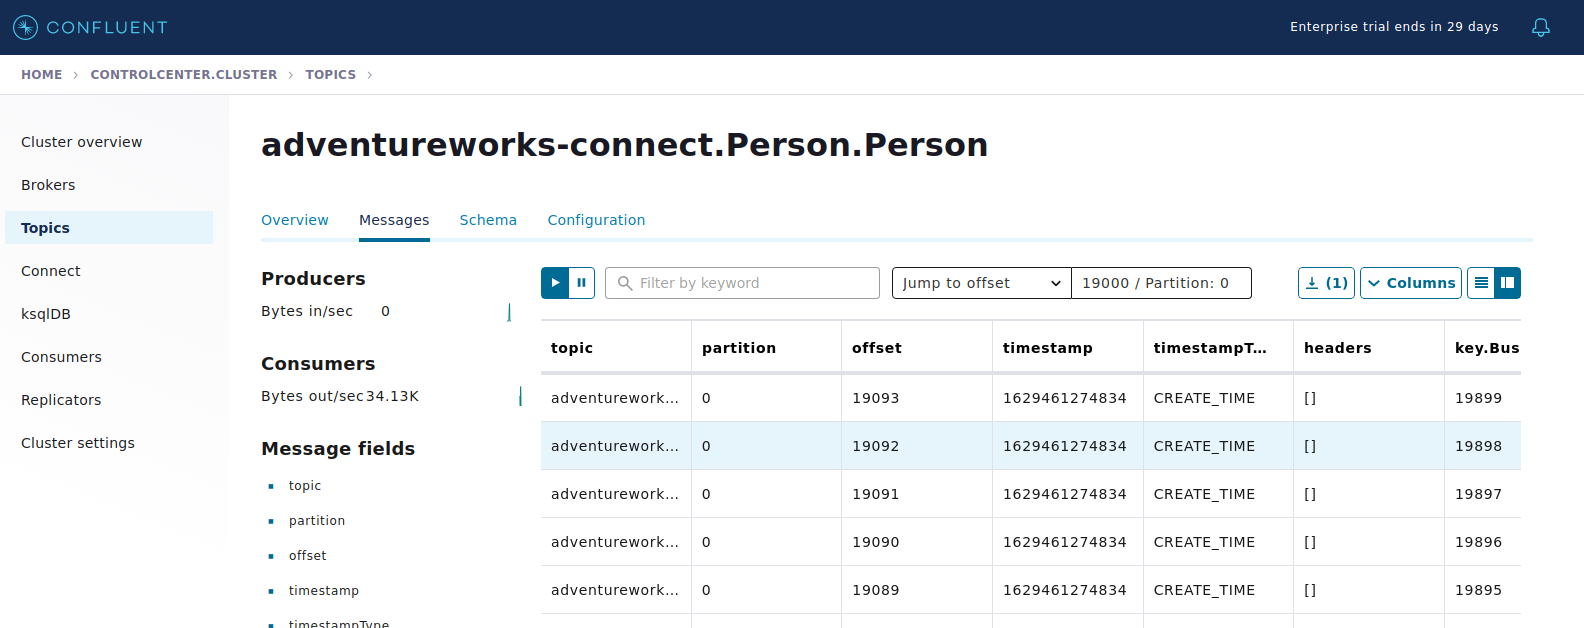 CONFLUENT
Enterprise trial ends in 29 days
HOME > CONTROLCENTER.CLUSTER > TOPICS >
Cluster overview
Brokers
Topics
Connect
ksqlDB
Consumers
Replicators
Cluster settings
adventureworks-connect.Person.Person
Overview Messages Schema Configuration
Producers
Bytes in/sec 0
Consumers
Bytes out/sec 34.13K
Message fields
topic
partition
offset
timestamp
timestampType
Filter by keyword Jump to offset 19000 / Partition: 0 (1) Columns
topic partition offset timestamp timestampT... headers key.Bus
adventurework... 0 19093 1629461274834 CREATE_TIME [] 19899
adventurework... 0 19092 1629461274834 CREATE_TIME [] 19898
adventurework... 0 19091 1629461274834 CREATE_TIME [] 19897
adventurework... 0 19090 1629461274834 CREATE_TIME [] 19896
adventurework... 0 19089 1629461274834 CREATE_TIME [] 19895